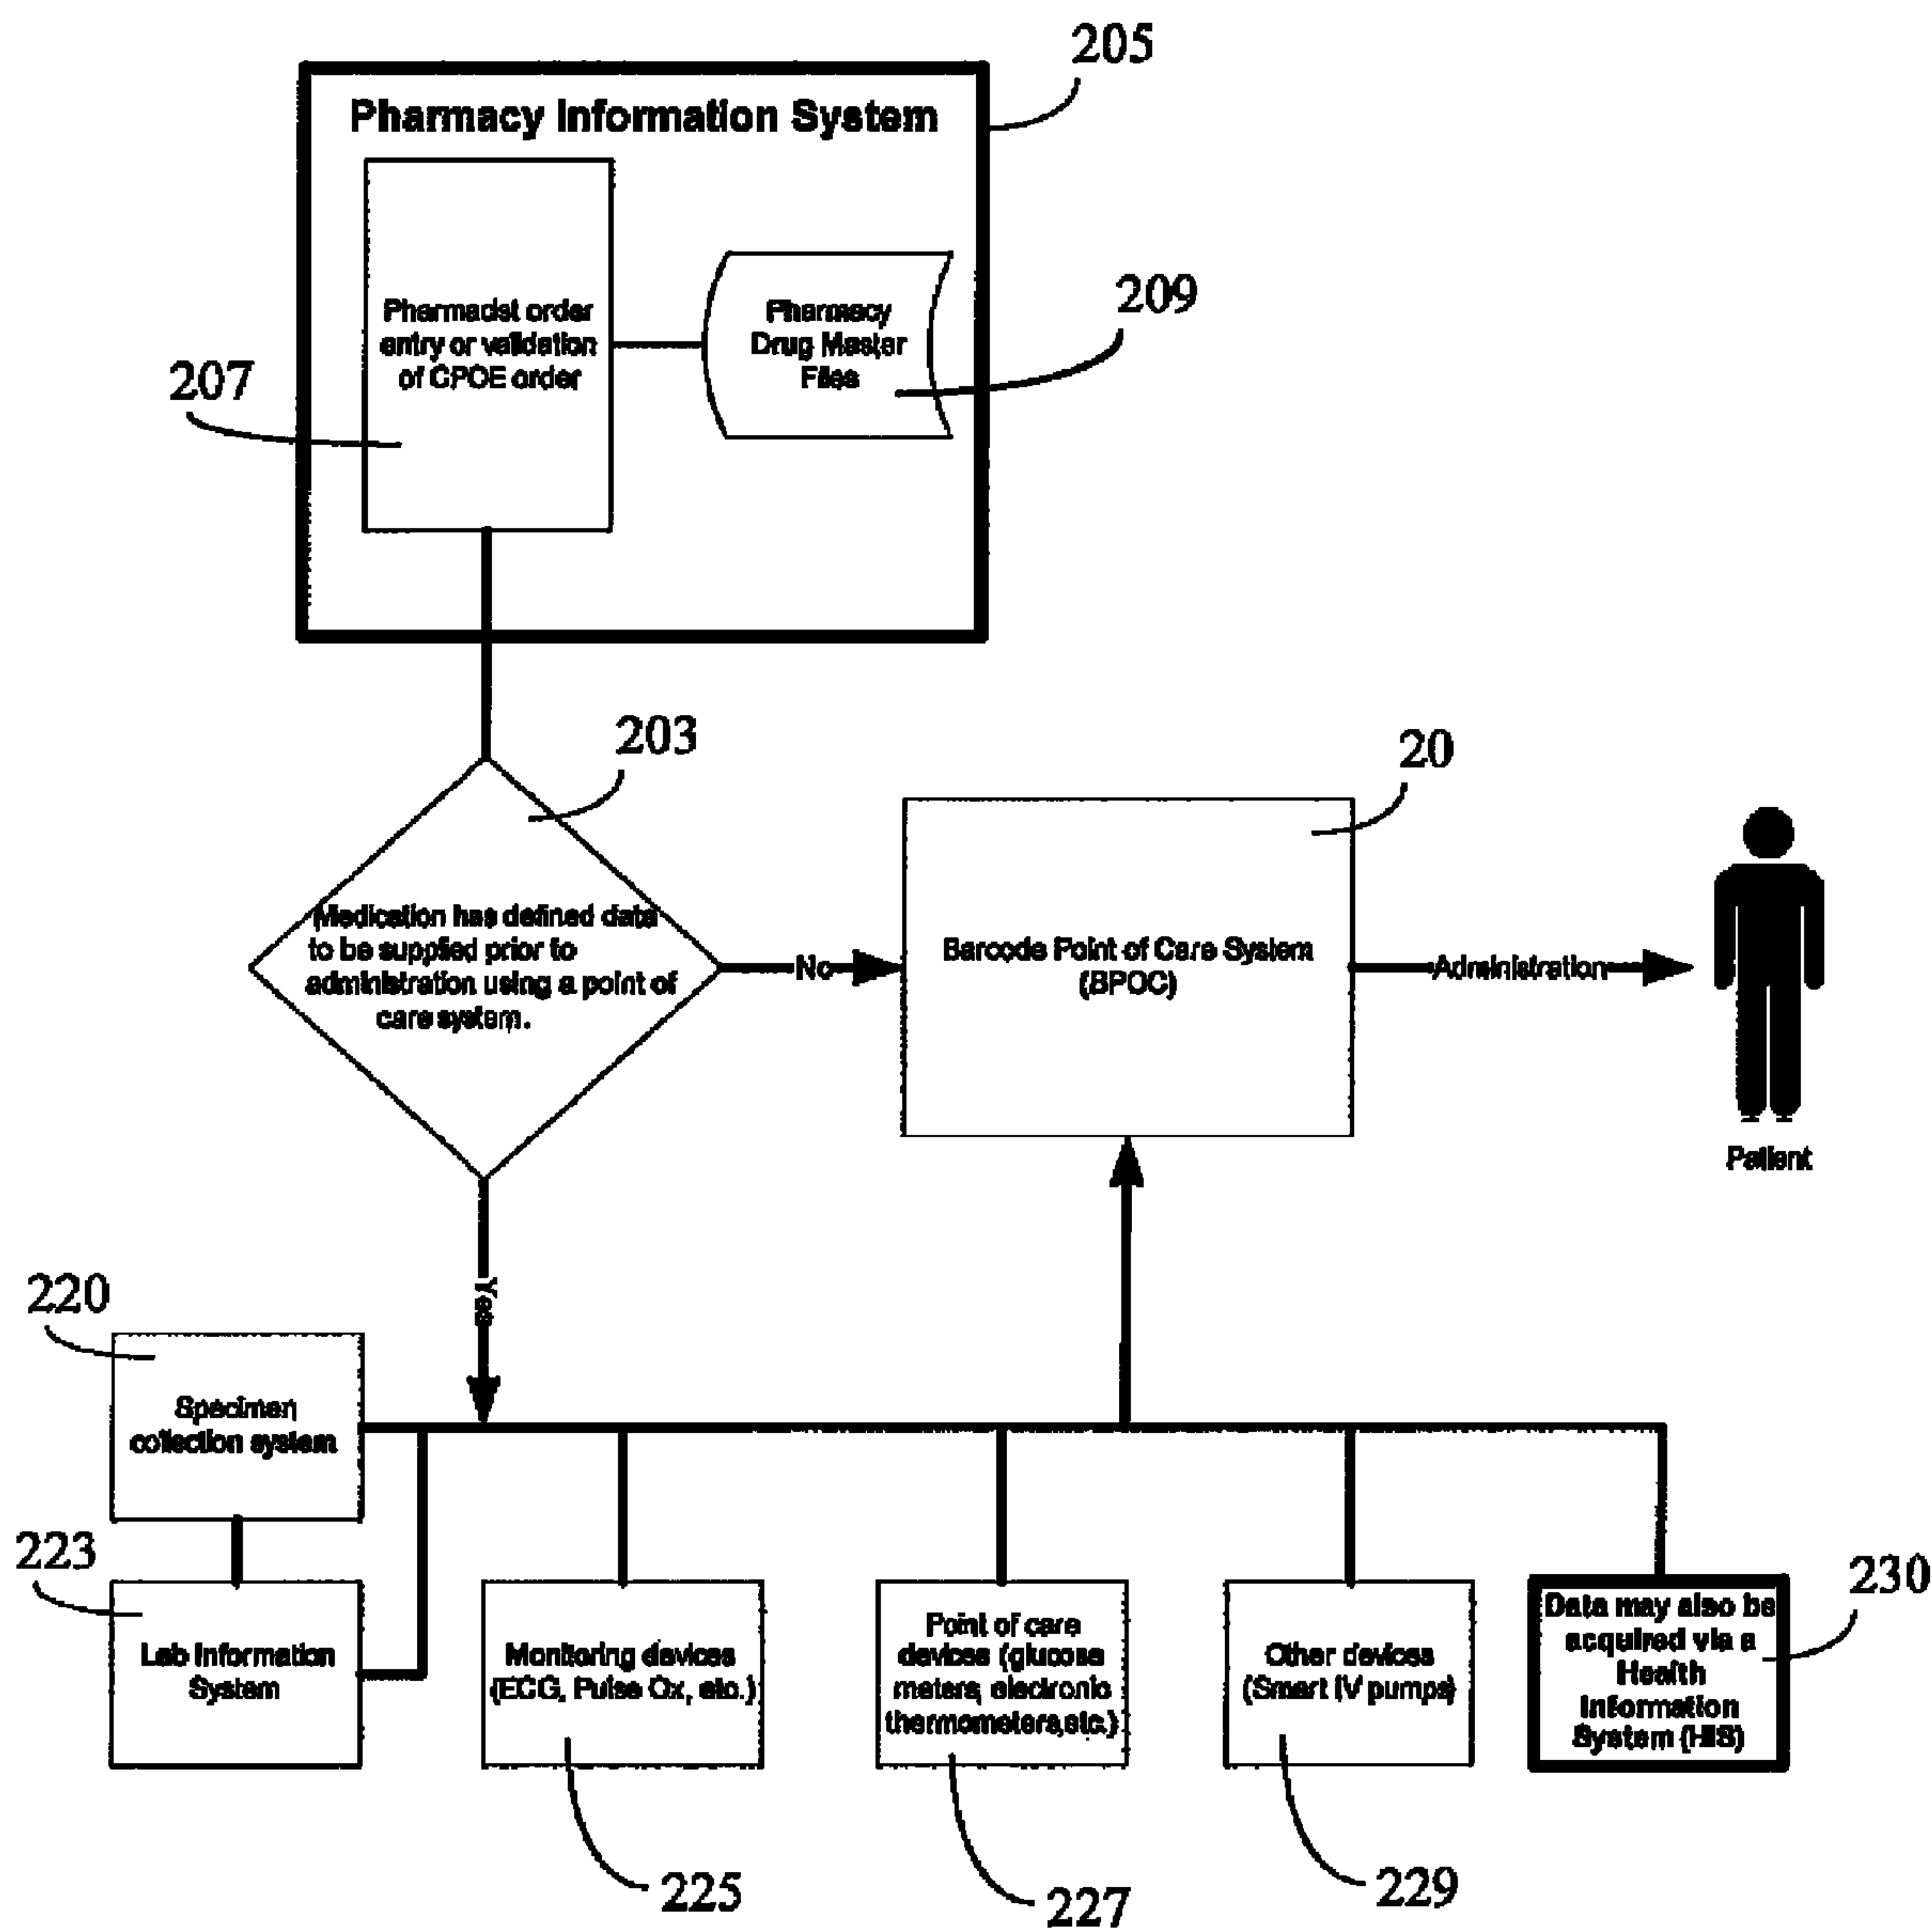 205
Pharmacy Information System
Pharmacist order
entry or validation
of CPOE order
207
Pharmacy
Drug Master
Files
209
203
Medication has defined data
to be supplied prior to
administration using a point of
care system.
No
20
Barcode Point of Care System
(BPOC)
Administration
Patient
Yes
220
Specimen
collection system
223
Lab Information
System
Monitoring devices
(ECG, Pulse Ox, etc.)
225
Point of care
devices (glucose
meters, electronic
thermometers,etc.)
227
Other devices
(Smart IV pumps)
229
Data may also be
acquired via a
Health
Information
System (HIS)
230